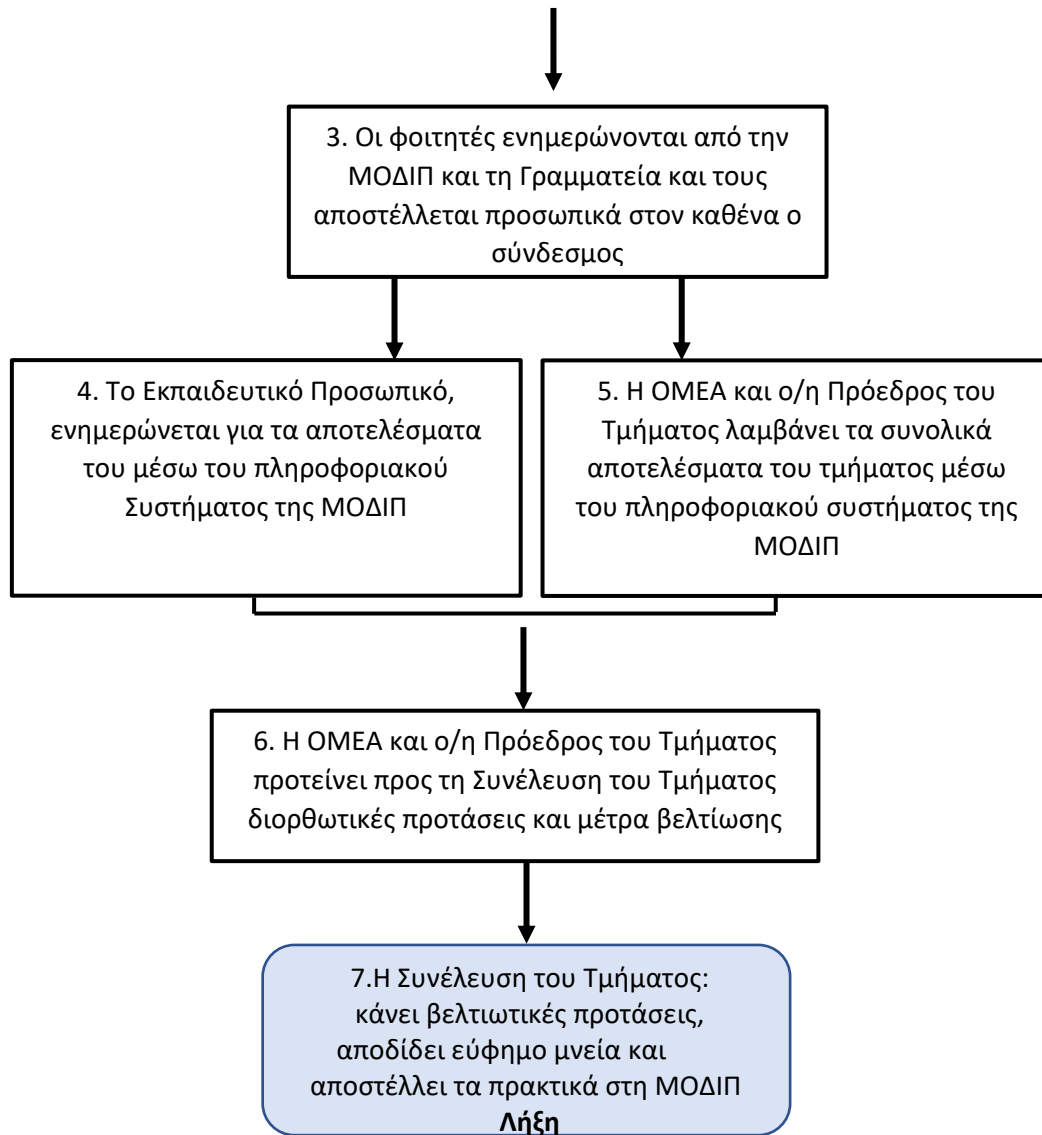 3. Οι φοιτητές ενημερώνονται από την
ΜΟΔΙΠ και τη Γραμματεία και τους
αποστέλλεται προσωπικά στον καθένα ο
σύνδεσμος
4. Το Εκπαιδευτικό Προσωπικό,
ενημερώνεται για τα αποτελέσματα
του μέσω του πληροφοριακού
Συστήματος της ΜΟΔΙΠ
5. Η ΟΜΕΑ και ο/η Πρόεδρος του
Τμήματος λαμβάνει τα συνολικά
αποτελέσματα του τμήματος μέσω
του πληροφοριακού συστήματος της
ΜΟΔΙΠ
6. Η ΟΜΕΑ και ο/η Πρόεδρος του Τμήματος
προτείνει προς τη Συνέλευση του Τμήματος
διορθωτικές προτάσεις και μέτρα βελτίωσης
7.Η Συνέλευση του Τμήματος:
κάνει βελτιωτικές προτάσεις,
αποδίδει εύφημο μνεία και
αποστέλλει τα πρακτικά στη ΜΟΔΙΠ
Λήξη